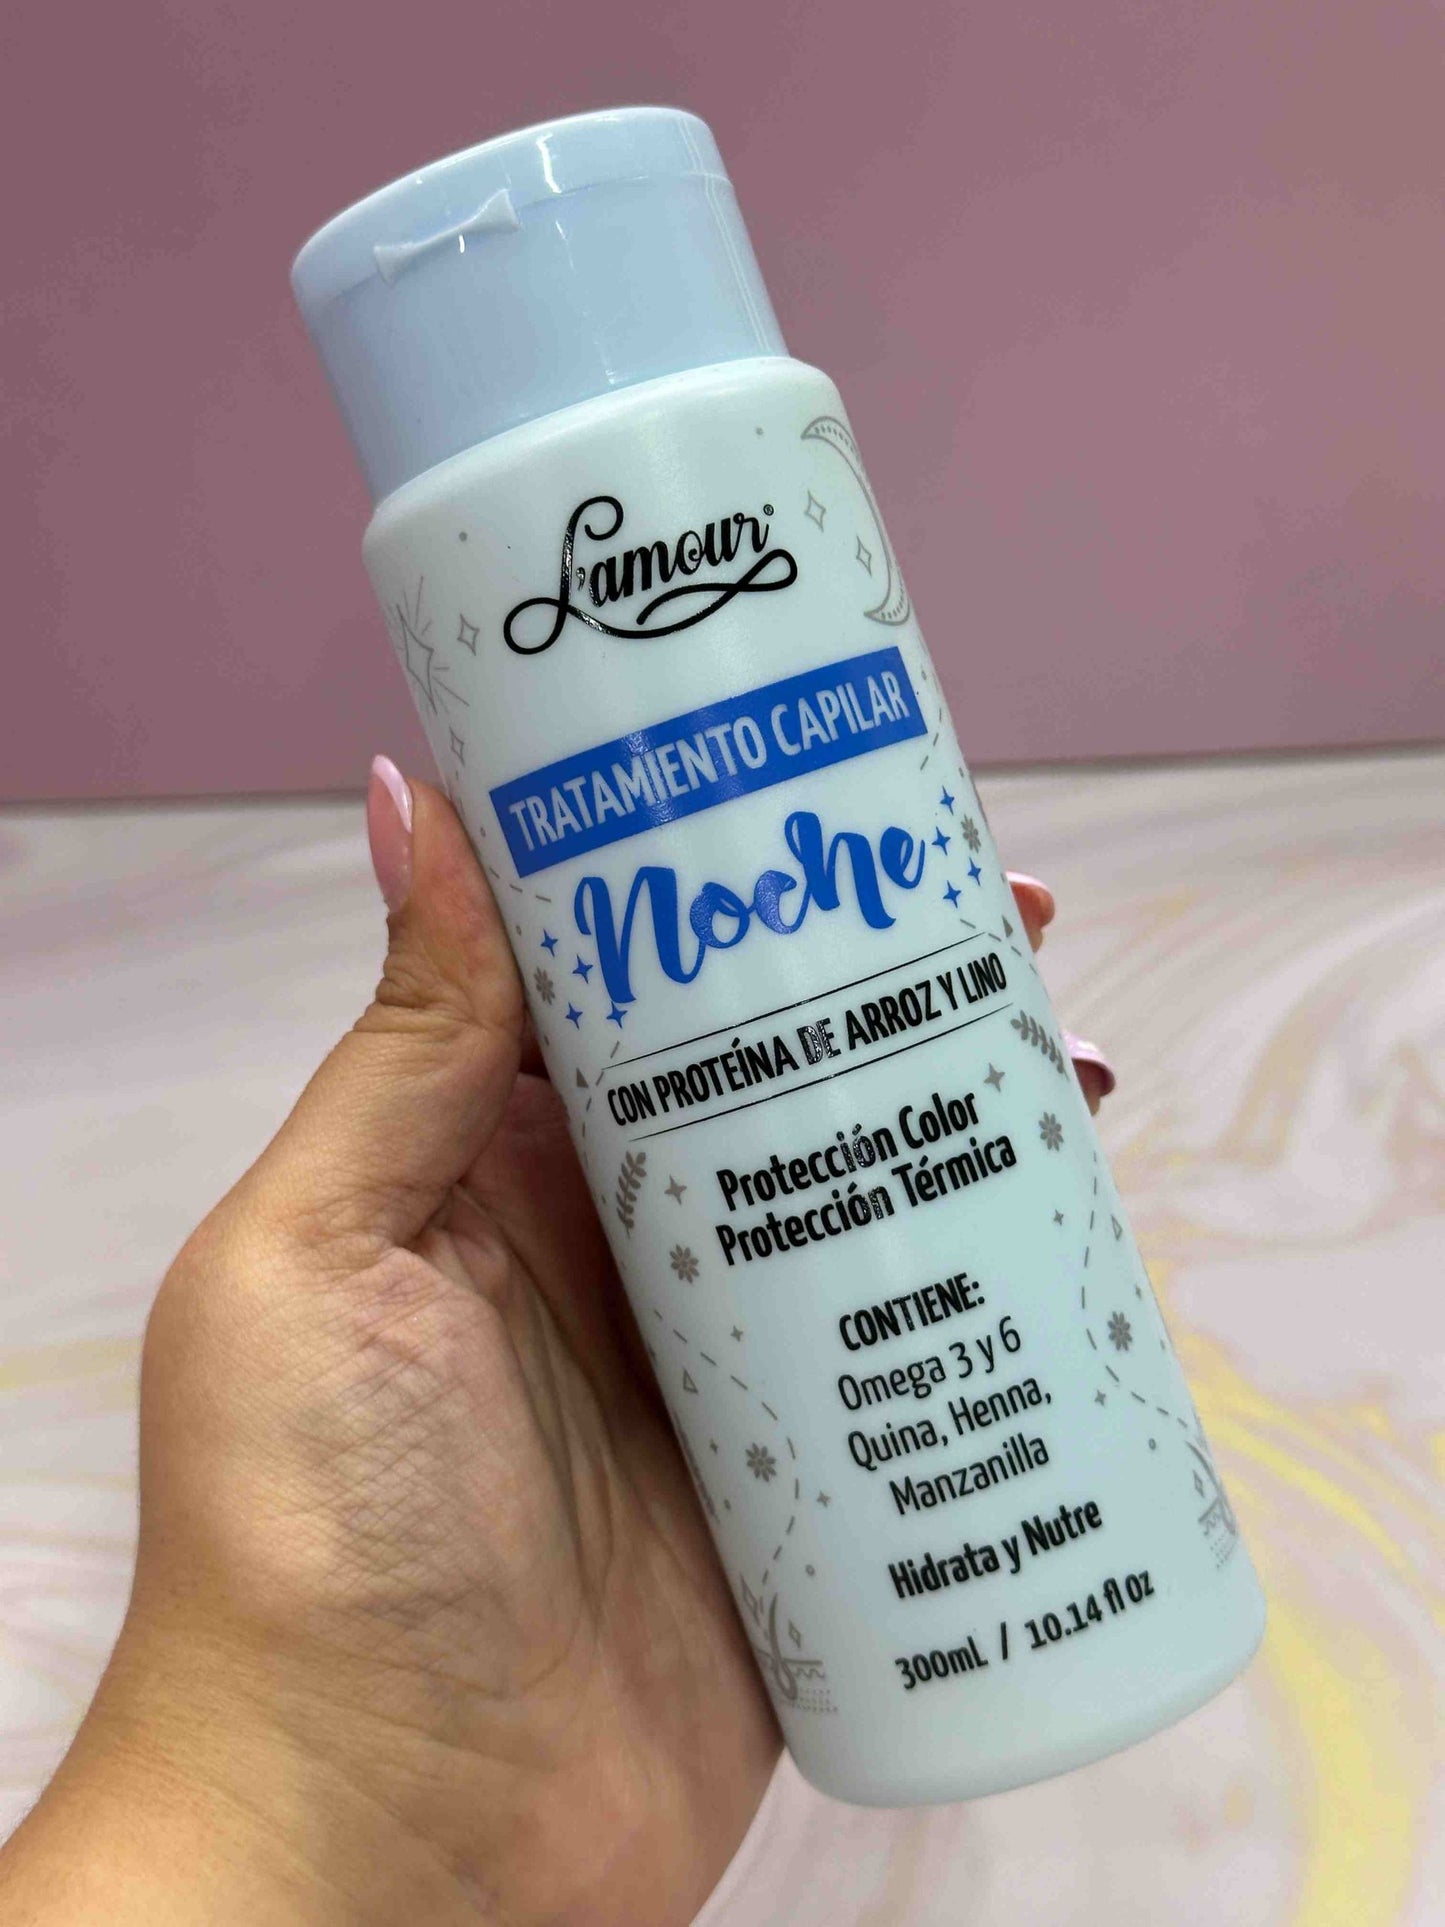 L'amour®
TRATAMIENTO CAPILAR
Noche
CON PROTEÍNA DE ARROZ Y LINO
Protección Color
Protección Térmica
CONTIENE:
Omega 3 y 6
Quina, Henna,
Manzanilla
Hidrata y Nutre
300mL / 10.14 fl Oz